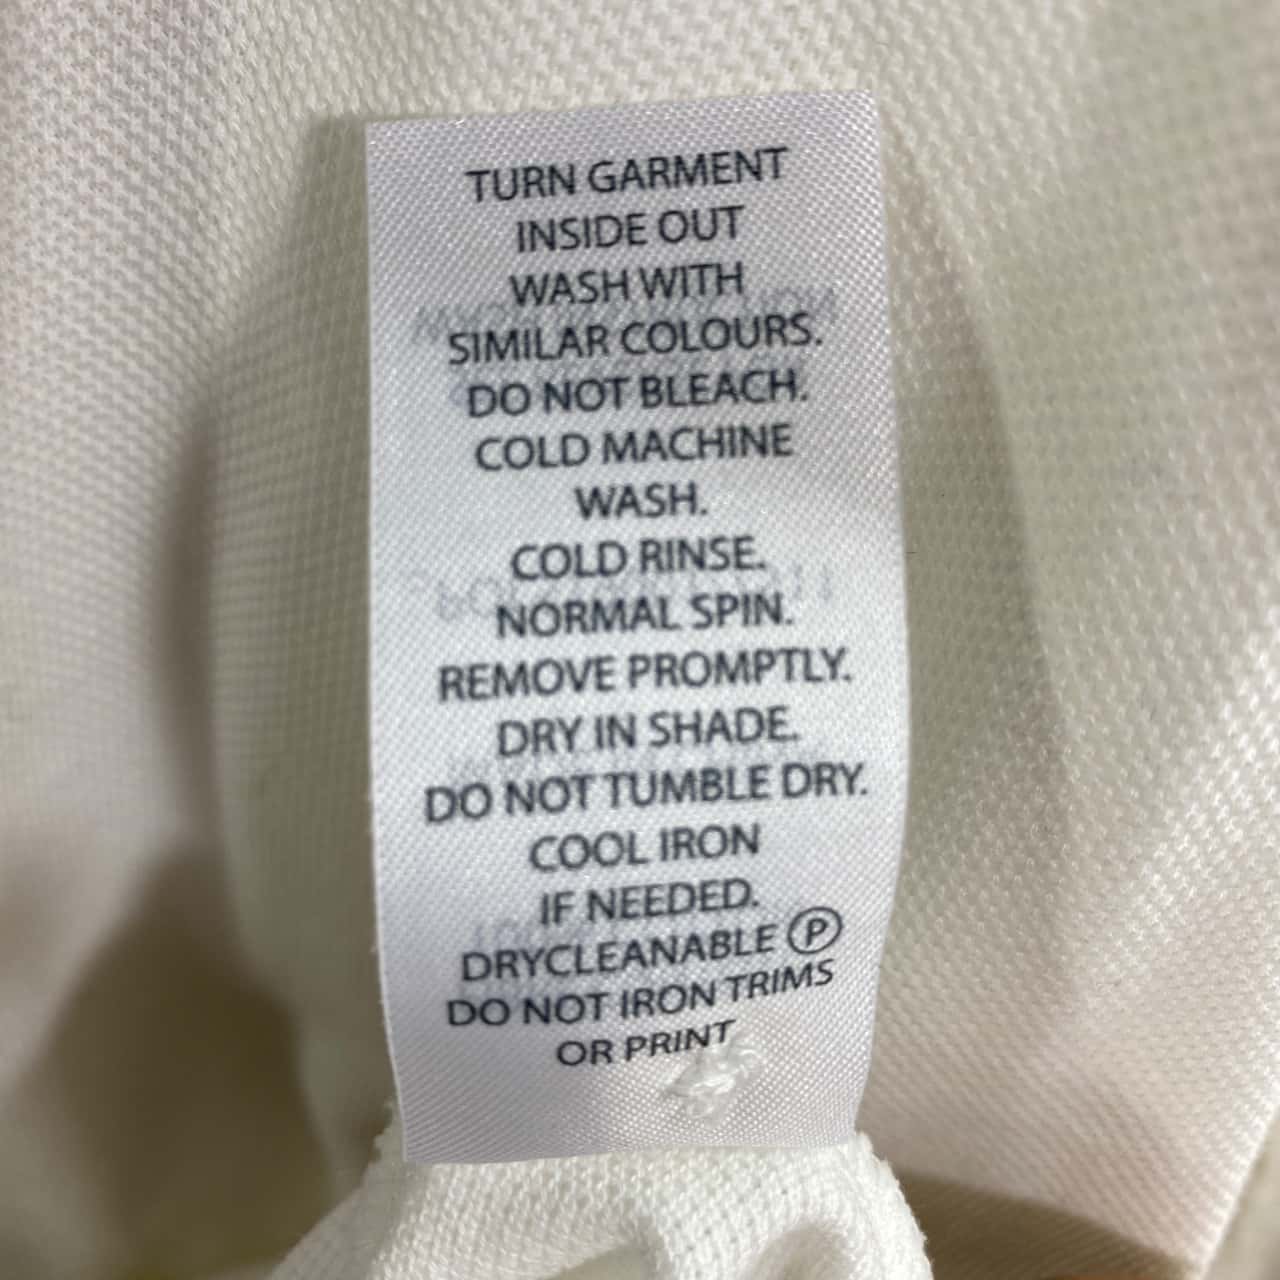 TURN GARMENT
INSIDE OUT
WASH WITH
SIMILAR COLOURS.
DO NOT BLEACH.
COLD MACHINE
WASH.
COLD RINSE.
NORMAL SPIN.
REMOVE PROMPTLY.
DRY IN SHADE.
DO NOT TUMBLE DRY.
COOL IRON
IF NEEDED.
DRYCLEANABLE Ⓟ
DO NOT IRON TRIMS
OR PRINT